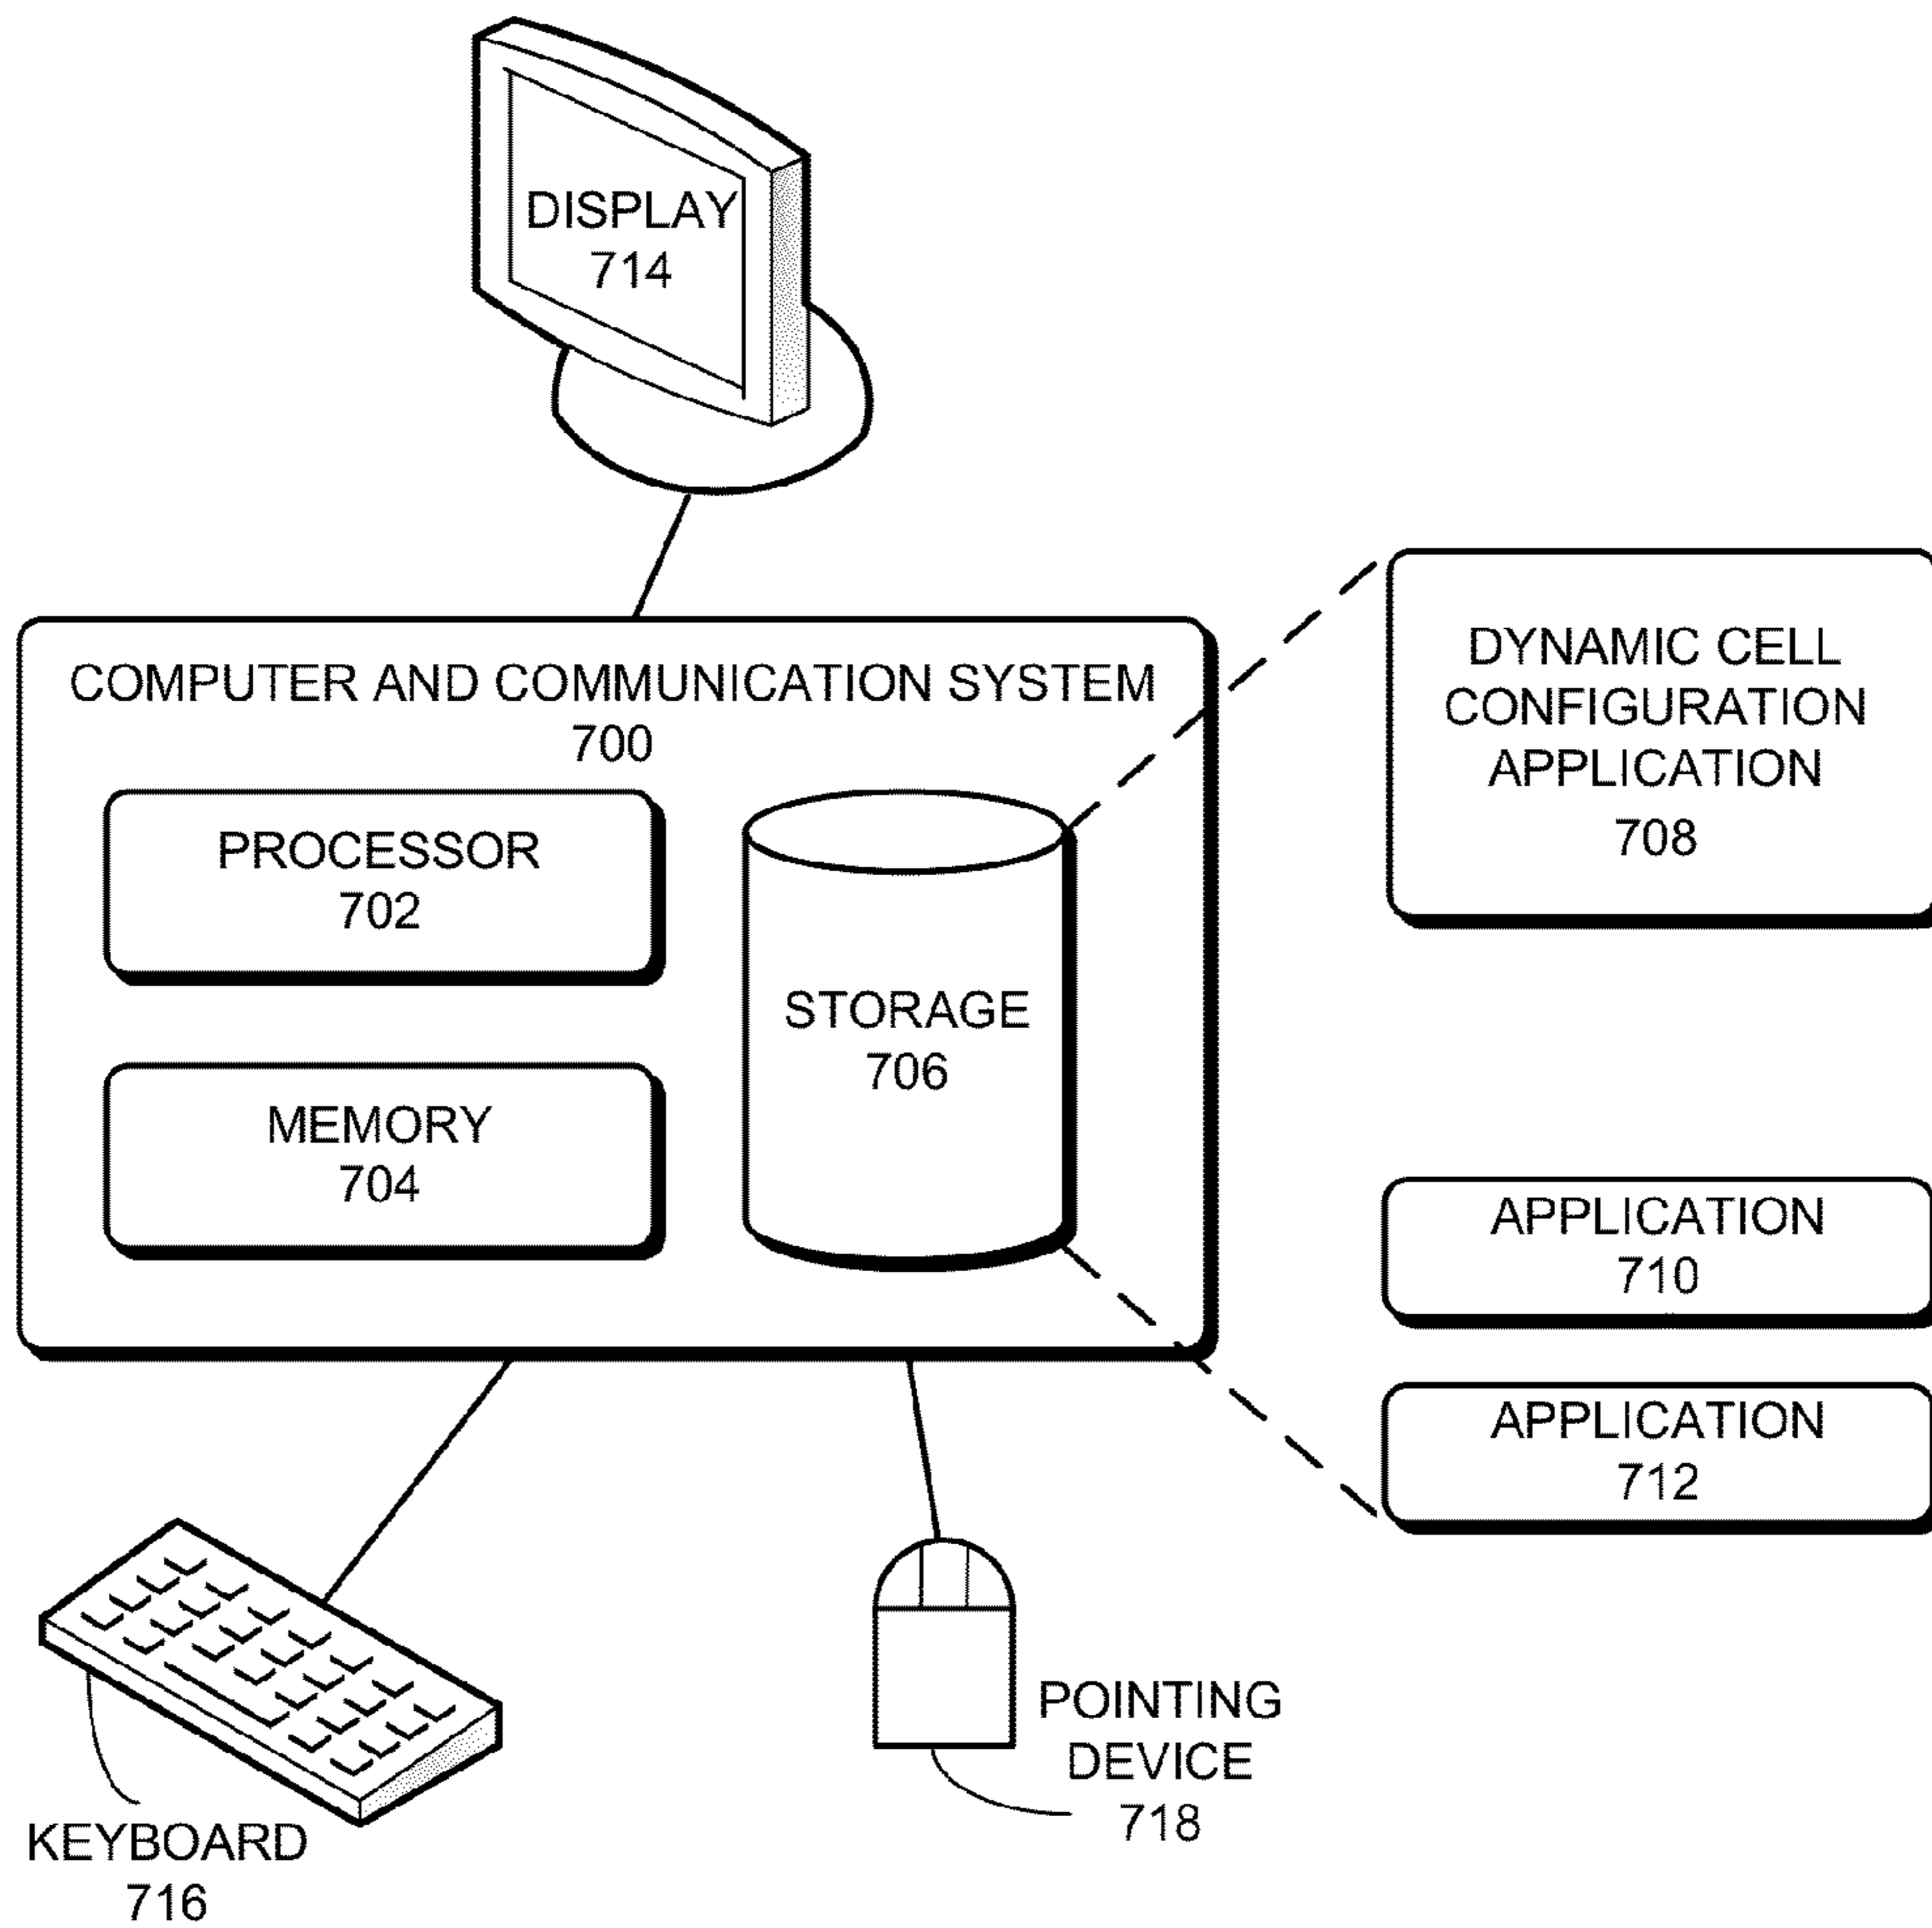 DISPLAY
714
COMPUTER AND COMMUNICATION SYSTEM
700
PROCESSOR
702
MEMORY
704
STORAGE
706
DYNAMIC CELL
CONFIGURATION
APPLICATION
708
APPLICATION
710
APPLICATION
712
KEYBOARD
716
POINTING
DEVICE
718